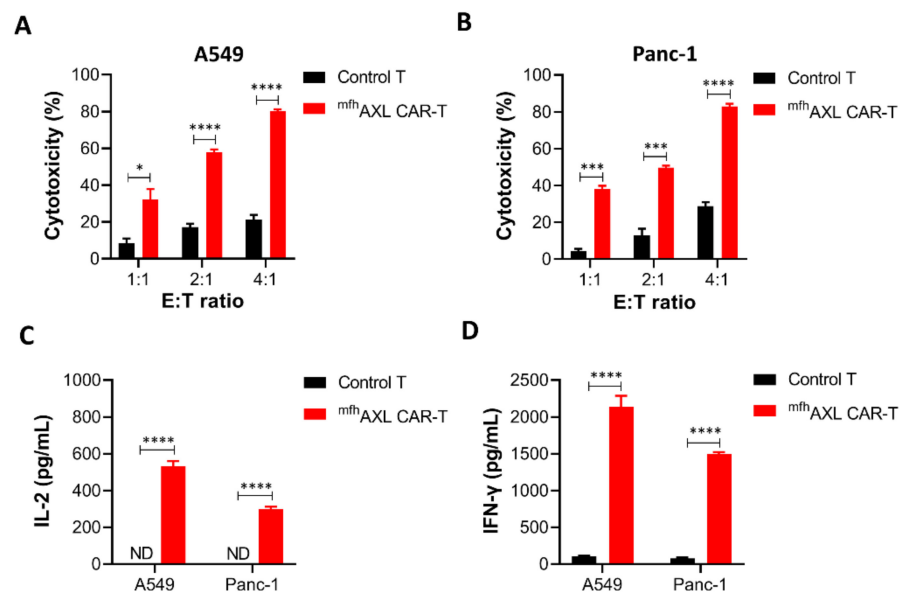 A
A549
Cytotoxicity (%)
100
80
60
40
20
0
*
****
****
1:1 2:1 4:1
E:T ratio
Control T
mfhAXL CAR-T
B
Panc-1
Cytotoxicity (%)
100
80
60
40
20
0
***
***
****
1:1 2:1 4:1
E:T ratio
Control T
mfhAXL CAR-T
C
IL-2 (pg/mL)
1000
800
600
400
200
0
****
****
ND ND
A549 Panc-1
Control T
mfhAXL CAR-T
D
IFN-γ (pg/mL)
2500
2000
1500
1000
500
0
****
****
A549 Panc-1
Control T
mfhAXL CAR-T